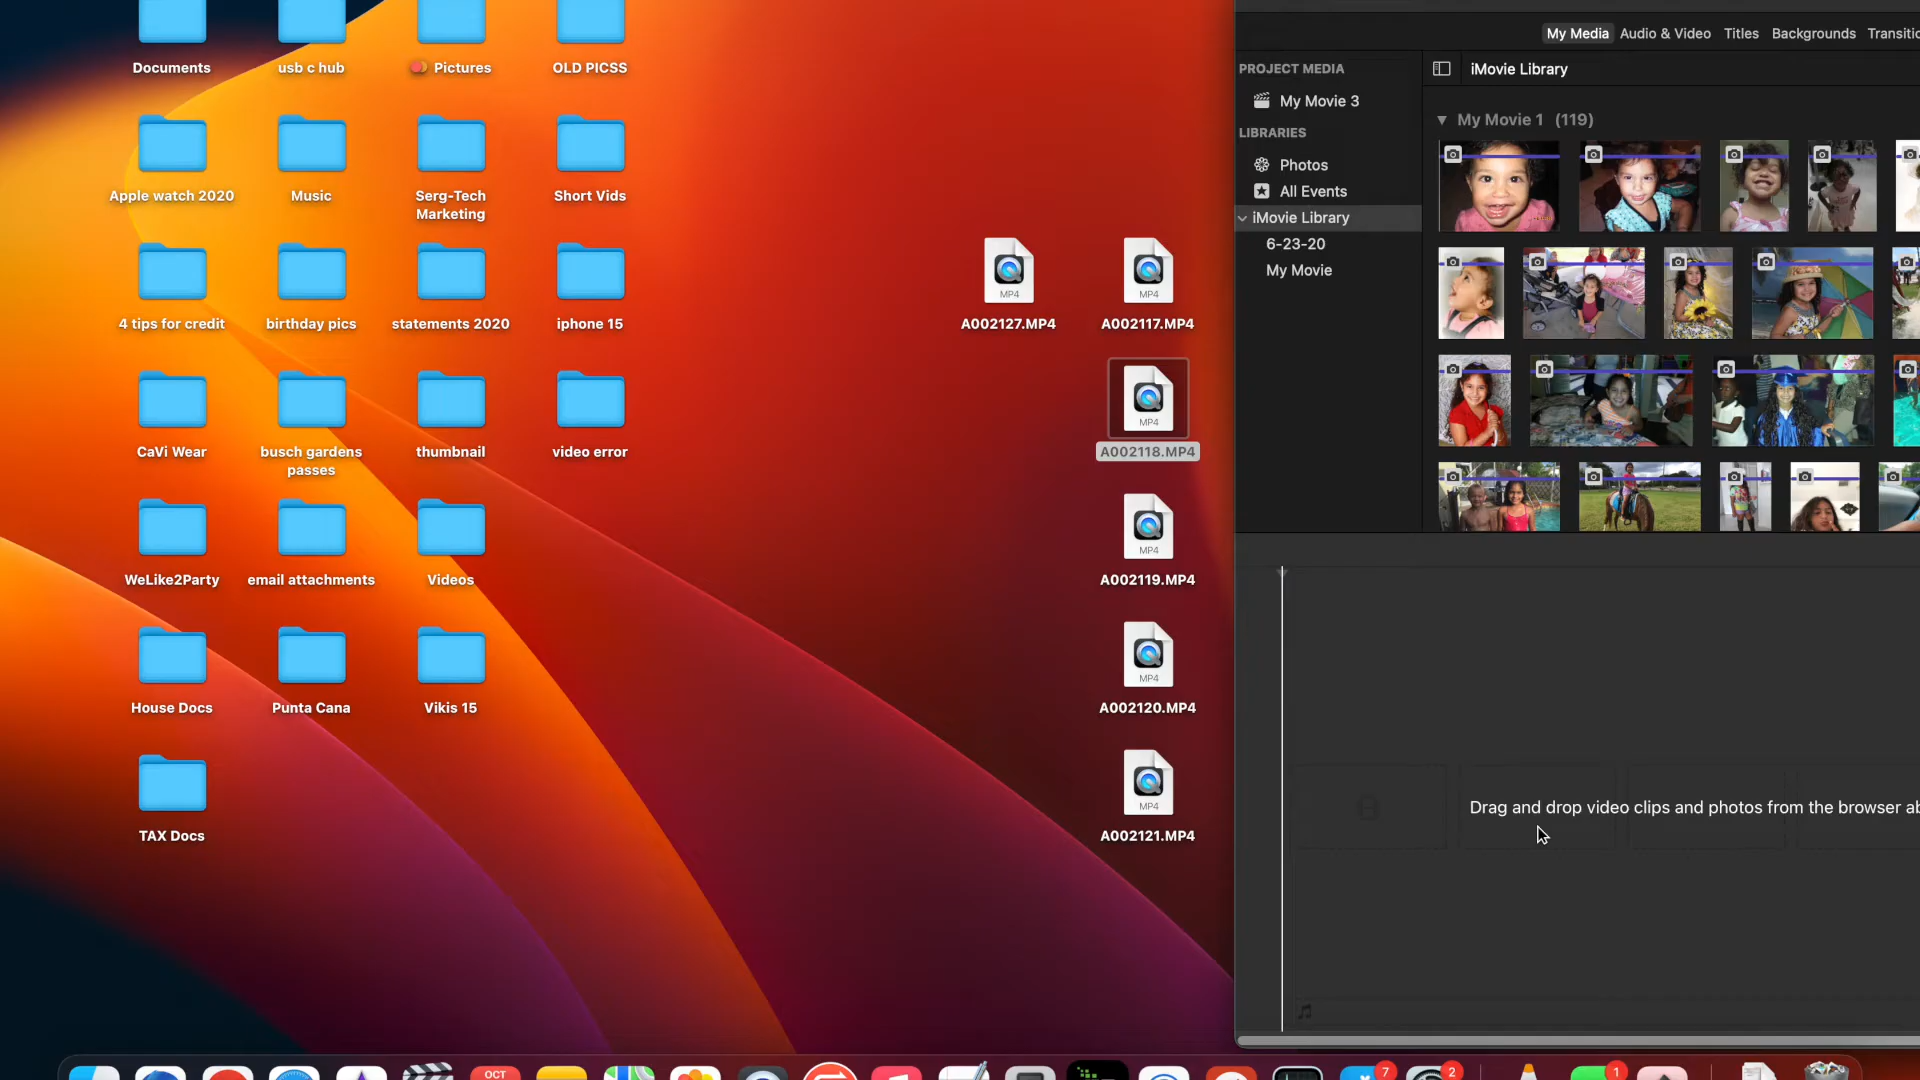 Documents
usb c hub
Pictures
OLD PICSS
Apple watch 2020
Music
Serg-Tech
Marketing
Short Vids
4 tips for credit
birthday pics
statements 2020
iphone 15
CaVi Wear
busch gardens
passes
thumbnail
video error
WeLike2Party
email attachments
Videos
House Docs
Punta Cana
Vikis 15
TAX Docs
MP4
A002127.MP4
MP4
A002117.MP4
MP4
A002118.MP4
MP4
A002119.MP4
MP4
A002120.MP4
MP4
A002121.MP4
My Media Audio & Video Titles Backgrounds Transitio
PROJECT MEDIA
My Movie 3
LIBRARIES
Photos
All Events
iMovie Library
6-23-20
My Movie
iMovie Library
My Movie 1 (119)
Drag and drop video clips and photos from the browser ab
OCT
7
2
1